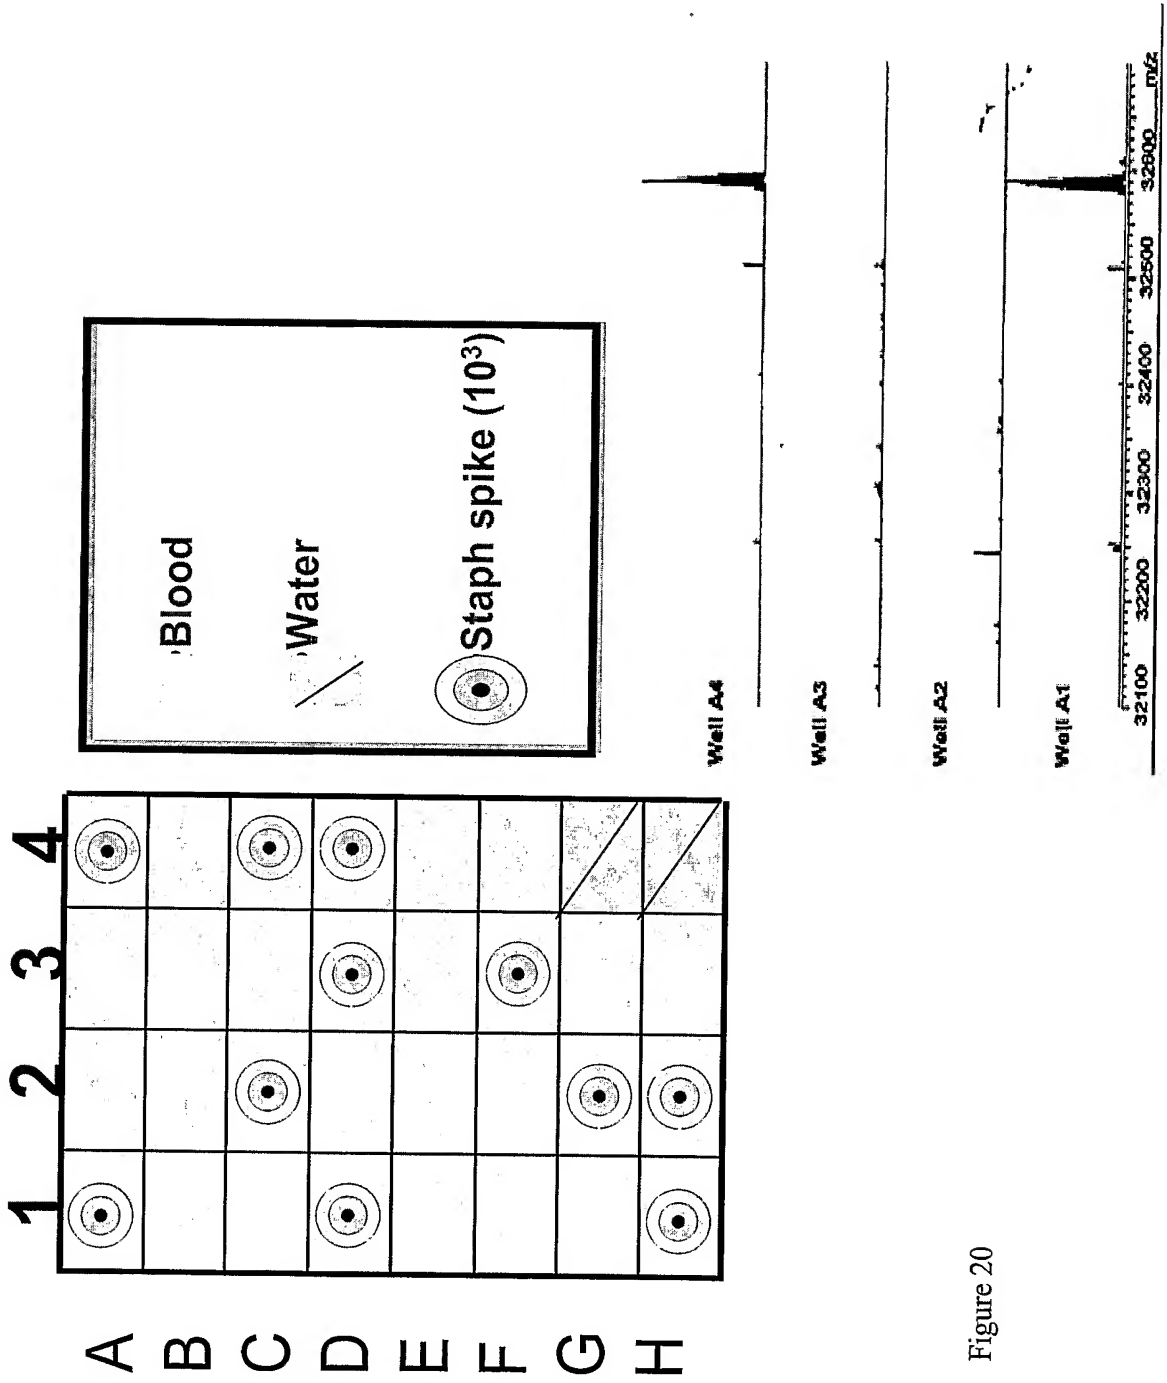 1 2 3 4
A
B
C
D
E
F
G
H
Blood
Water
Staph spike (10³)
Well A4
Well A3
Well A2
Well A1
32100 32200 32300 32400 32500 32600 m/z
Figure 20